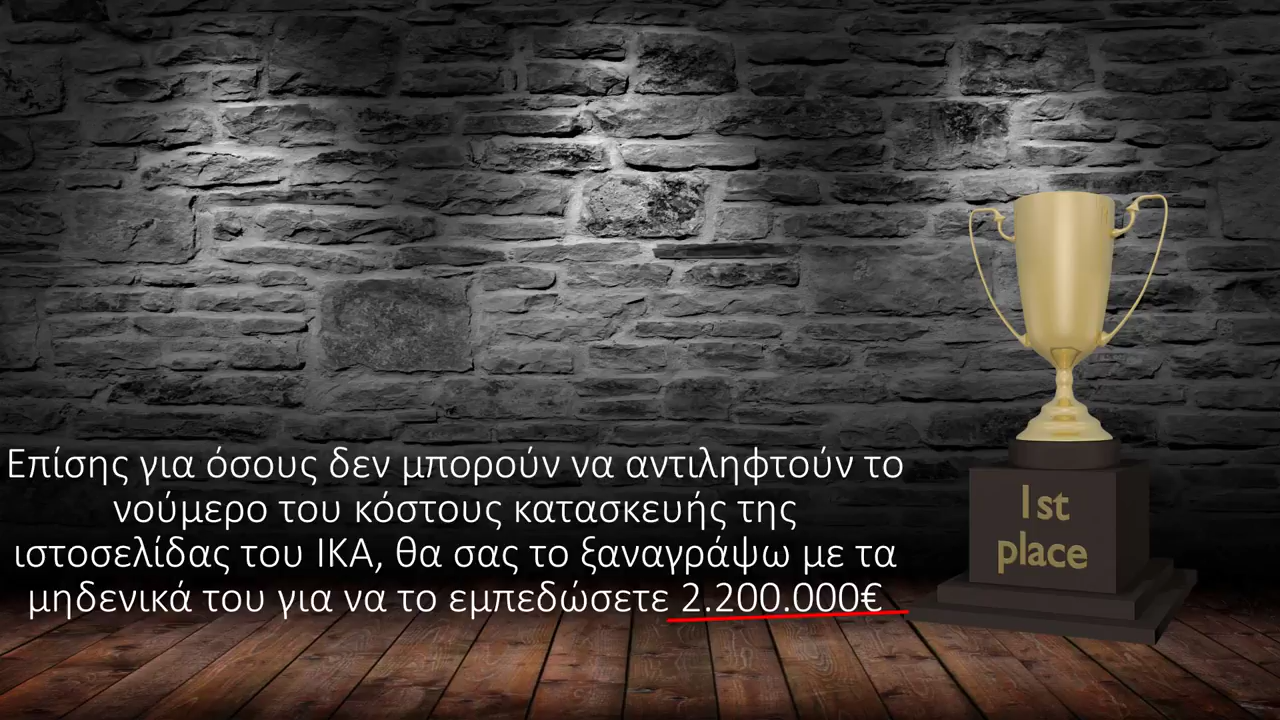 Επίσης για όσους δεν μπορούν να αντιληφτούν το
νούμερο του κόστους κατασκευής της
ιστοσελίδας του ΙΚΑ, θα σας το ξαναγράψω με τα
μηδενικά του για να το εμπεδώσετε 2.200.000€
1st
place